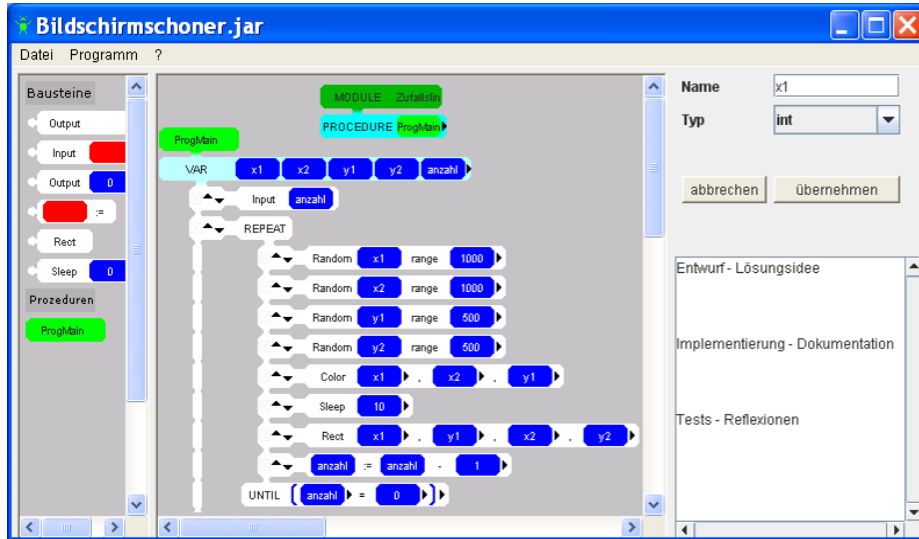 Bildschirmschoner.jar
Datei Programm ?
Bausteine
Output
Input
Output 0
:=
Rect
Sleep 0
Prozeduren
ProgMain
MODULE Zufallslin
PROCEDURE ProgMain
ProgMain
VAR x1 x2 y1 y2 anzahl
Input anzahl
REPEAT
Random x1 range 1000
Random x2 range 1000
Random y1 range 500
Random y2 range 500
Color x1 , x2 , y1
Sleep 10
Rect x1 , y1 , x2 , y2
anzahl := anzahl - 1
UNTIL ( anzahl = 0 )
Name x1
Typ int
abbrechen übernehmen
Entwurf - Lösungsidee
Implementierung - Dokumentation
Tests - Reflexionen